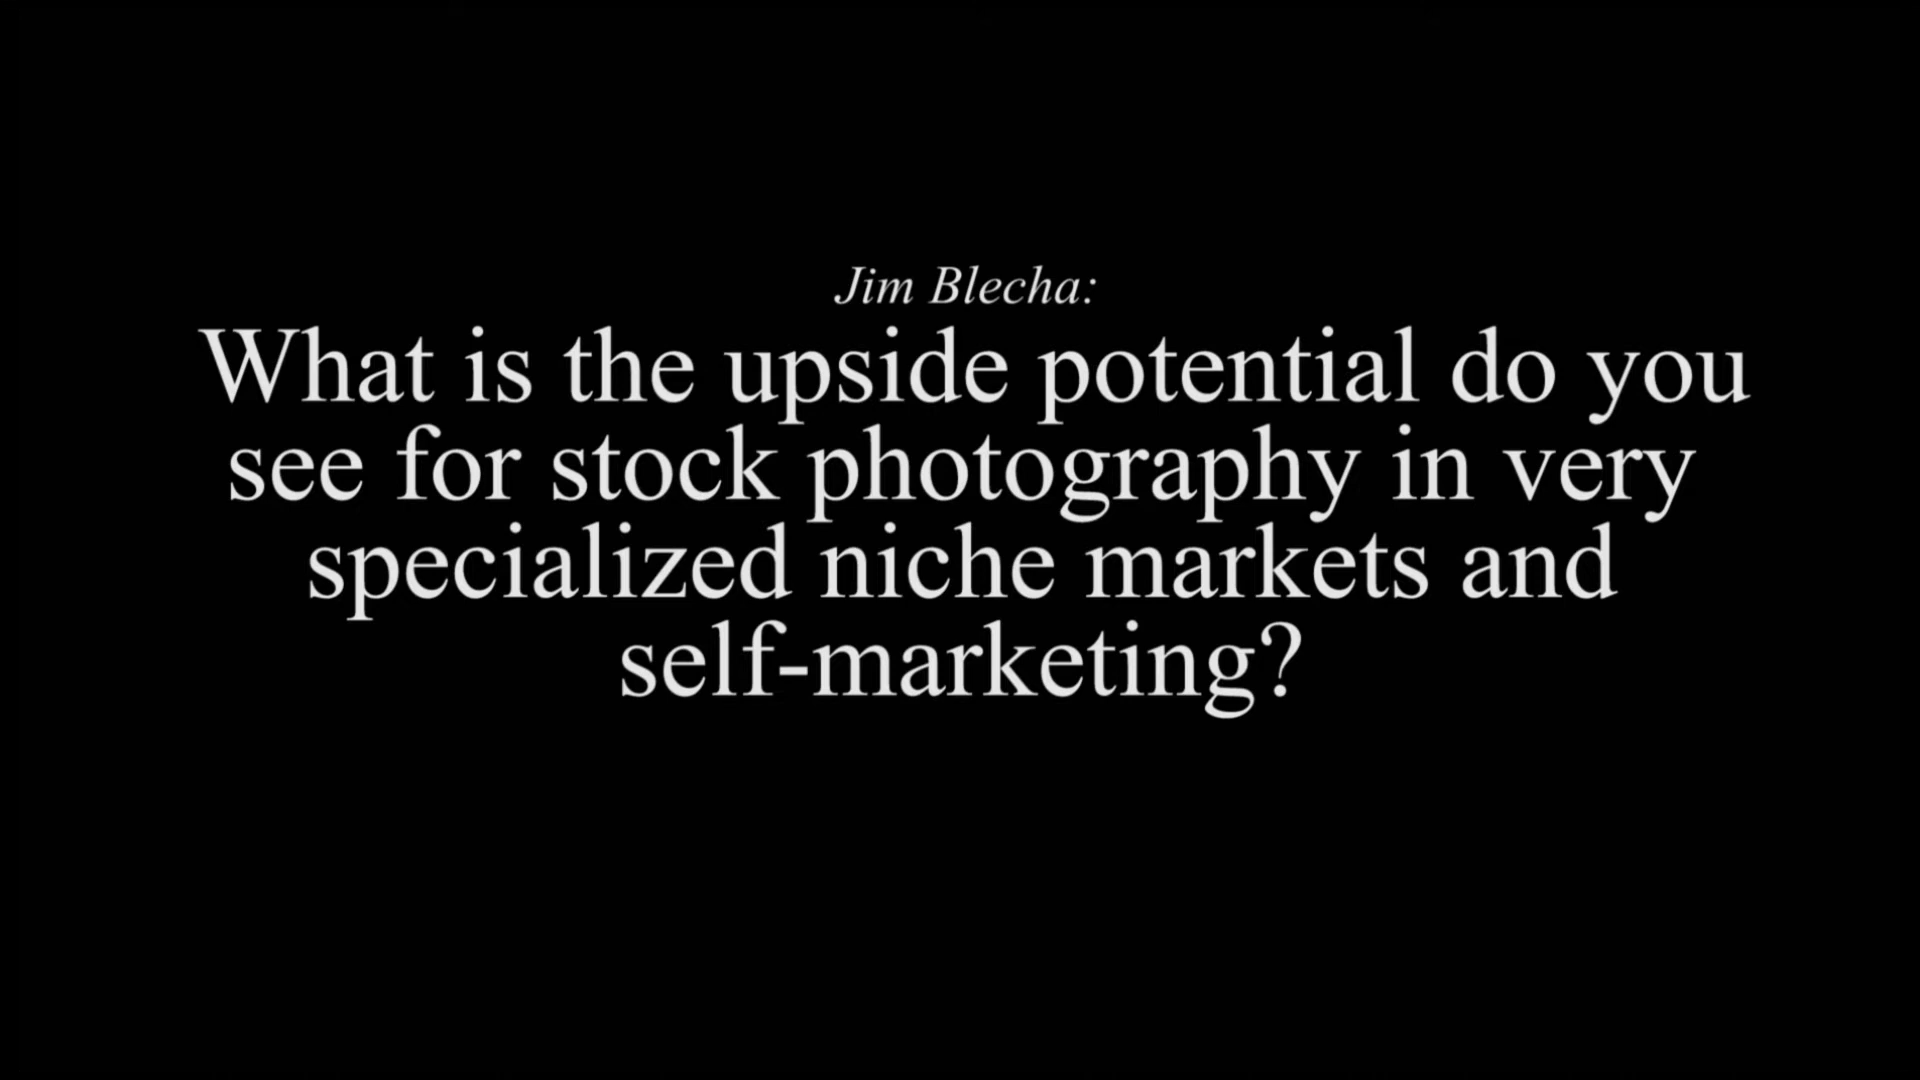 Jim Blecha:
What is the upside potential do you
see for stock photography in very
specialized niche markets and
self-marketing?